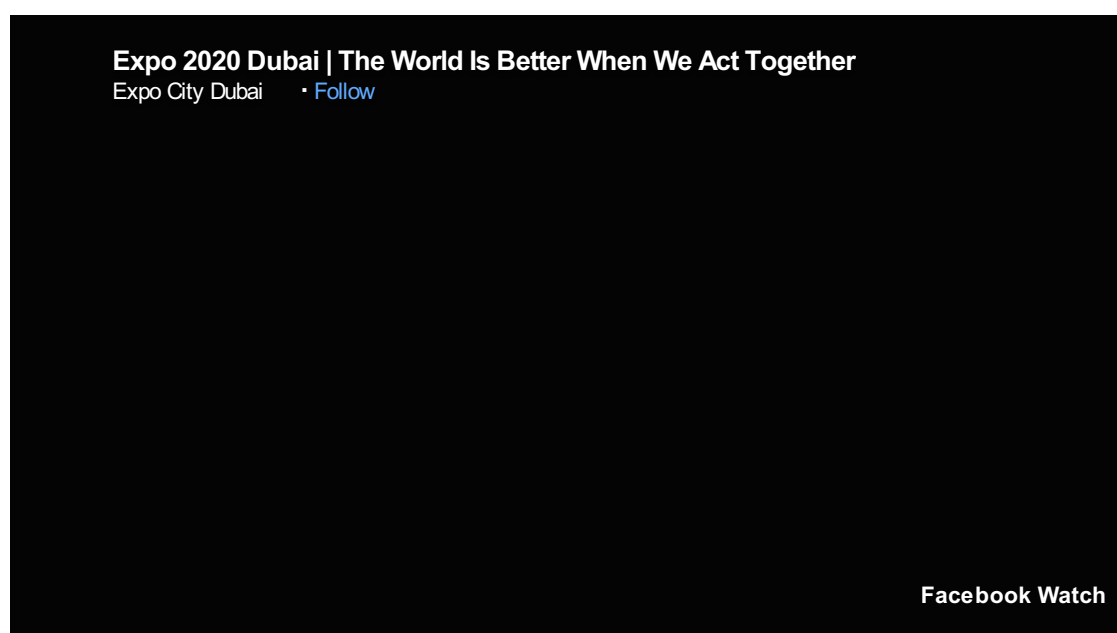 Expo 2020 Dubai | The World Is Better When We Act Together
Expo City Dubai · Follow
Facebook Watch